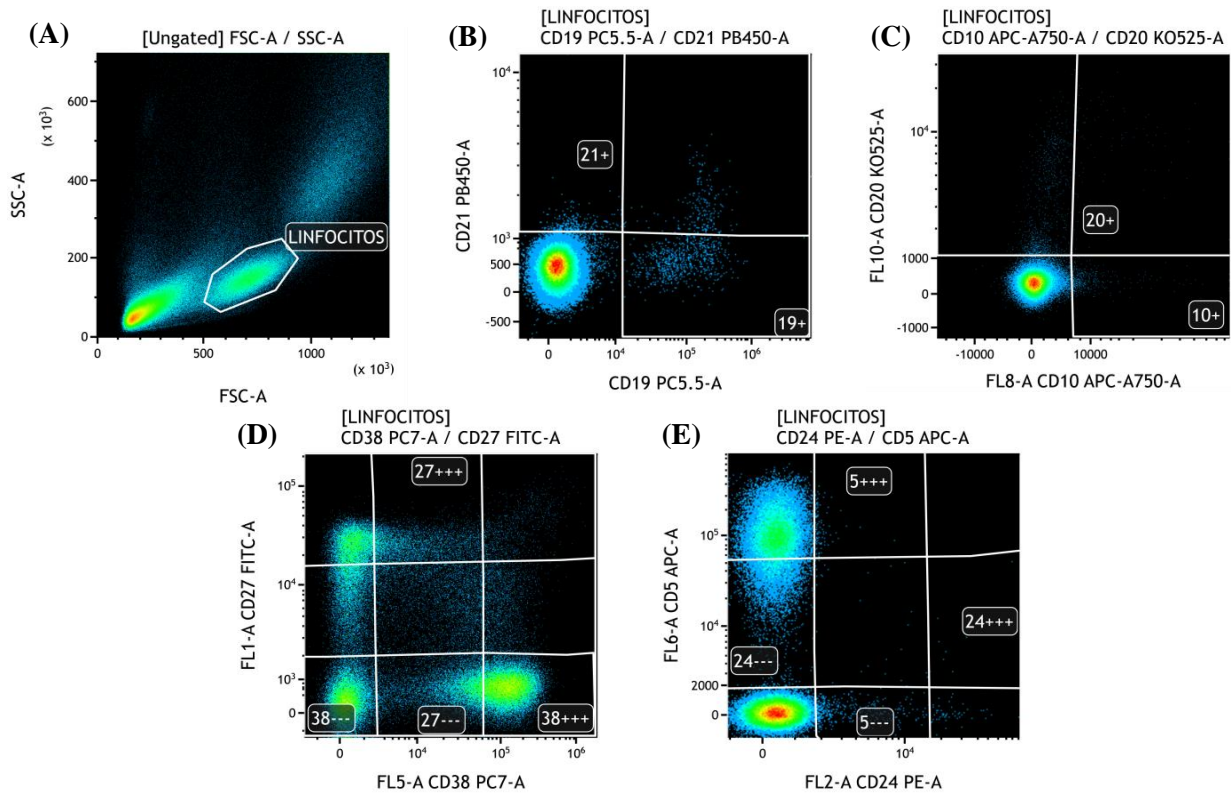 (A)
[Ungated] FSC-A / SSC-A
600
400
200
0
(x 10³)
SSC-A
LINFOCITOS
0
500
1000
(x 10³)
FSC-A
(B)
[LINFOCITOS]
CD19 PC5.5-A / CD21 PB450-A
10⁴
10³
500
0
-500
CD21 PB450-A
21+
19+
0
10⁴
10⁵
10⁶
CD19 PC5.5-A
(C)
[LINFOCITOS]
CD10 APC-A750-A / CD20 KO525-A
10⁴
1000
0
-1000
FL10-A CD20 KO525-A
20+
10+
-10000
0
10000
FL8-A CD10 APC-A750-A
(D)
[LINFOCITOS]
CD38 PC7-A / CD27 FITC-A
10⁵
10⁴
10³
0
FL1-A CD27 FITC-A
27+++
38---
27---
38+++
0
10⁴
10⁵
10⁶
FL5-A CD38 PC7-A
(E)
[LINFOCITOS]
CD24 PE-A / CD5 APC-A
10⁵
10⁴
2000
0
FL6-A CD5 APC-A
5+++
24+++
24---
5---
0
10⁴
FL2-A CD24 PE-A